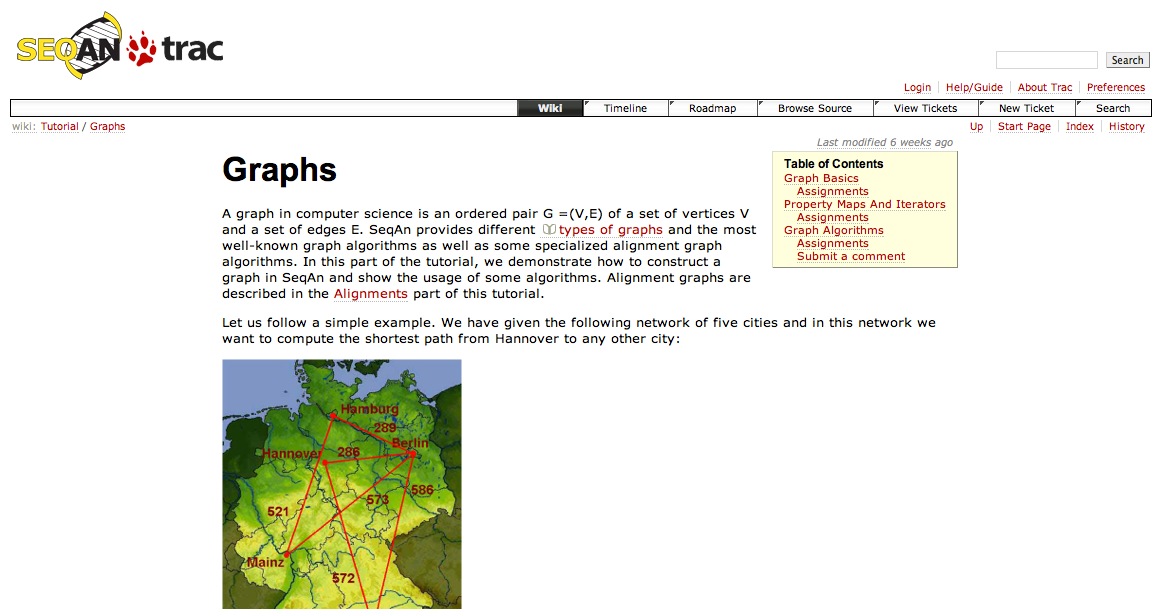 SEQAN trac
Search
Login Help/Guide About Trac Preferences
Wiki Timeline Roadmap Browse Source View Tickets New Ticket Search
wiki: Tutorial / Graphs
Up Start Page Index History
Last modified 6 weeks ago
Graphs
Table of Contents
Graph Basics
Assignments
Property Maps And Iterators
Assignments
Graph Algorithms
Assignments
Submit a comment
A graph in computer science is an ordered pair G =(V,E) of a set of vertices V
and a set of edges E. SeqAn provides different types of graphs and the most
well-known graph algorithms as well as some specialized alignment graph
algorithms. In this part of the tutorial, we demonstrate how to construct a
graph in SeqAn and show the usage of some algorithms. Alignment graphs are
described in the Alignments part of this tutorial.
Let us follow a simple example. We have given the following network of five cities and in this network we
want to compute the shortest path from Hannover to any other city:
Hamburg
289
Berlin
Hannover 286
586
573
521
Mainz
572